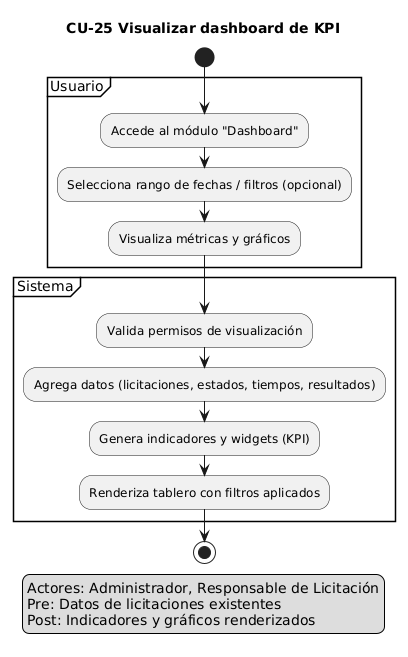 CU-25 Visualizar dashboard de KPI
Usuario
Accede al módulo "Dashboard"
Selecciona rango de fechas / filtros (opcional)
Visualiza métricas y gráficos
Sistema
Valida permisos de visualización
Agrega datos (licitaciones, estados, tiempos, resultados)
Genera indicadores y widgets (KPI)
Renderiza tablero con filtros aplicados
Actores: Administrador, Responsable de Licitación
Pre: Datos de licitaciones existentes
Post: Indicadores y gráficos renderizados